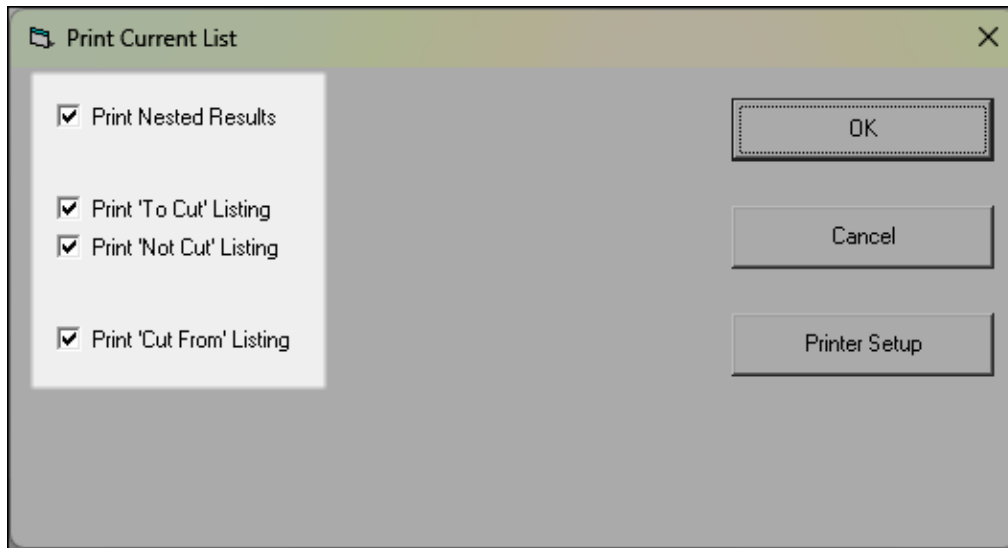 Print Current List
Print Nested Results
Print 'To Cut' Listing
Print 'Not Cut' Listing
Print 'Cut From' Listing
OK
Cancel
Printer Setup